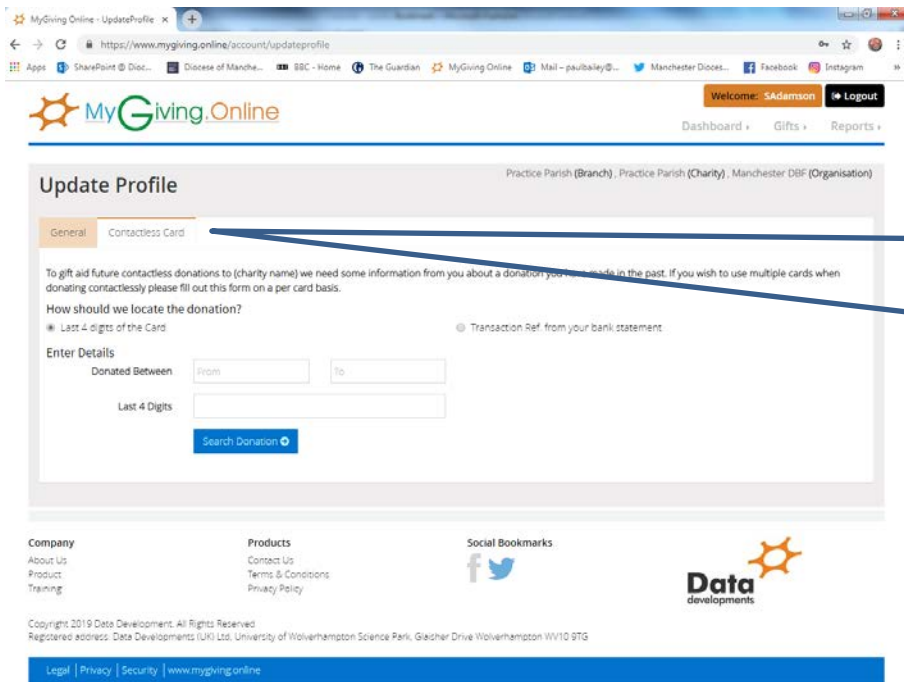 MyGiving Online - UpdateProfile
https://www.mygiving.online/account/updateprofile
Apps SharePoint @ Dioc... Diocese of Manche... BBC - Home The Guardian MyGiving Online Mail – paulbailey@... Manchester Dioces... Facebook Instagram
MyGiving.Online
Welcome: SAdamson Logout
Dashboard Gifts Reports
Update Profile
Practice Parish (Branch) , Practice Parish (Charity) , Manchester DBF (Organisation)
General Contactless Card
To gift aid future contactless donations to (charity name) we need some information from you about a donation you have made in the past. If you wish to use multiple cards when
donating contactlessly please fill out this form on a per card basis.
How should we locate the donation?
Last 4 digits of the Card Transaction Ref. from your bank statement
Enter Details
Donated Between From To
Last 4 Digits
Search Donation
Company Products Social Bookmarks
About Us Contact Us
Product Terms & Conditions
Training Privacy Policy
Data
developments
Copyright 2019 Data Development. All Rights Reserved
Registered address: Data Developments (UK) Ltd, University of Wolverhampton Science Park, Glaisher Drive Wolverhampton WV10 9TG
Legal | Privacy | Security | www.mygiving.online